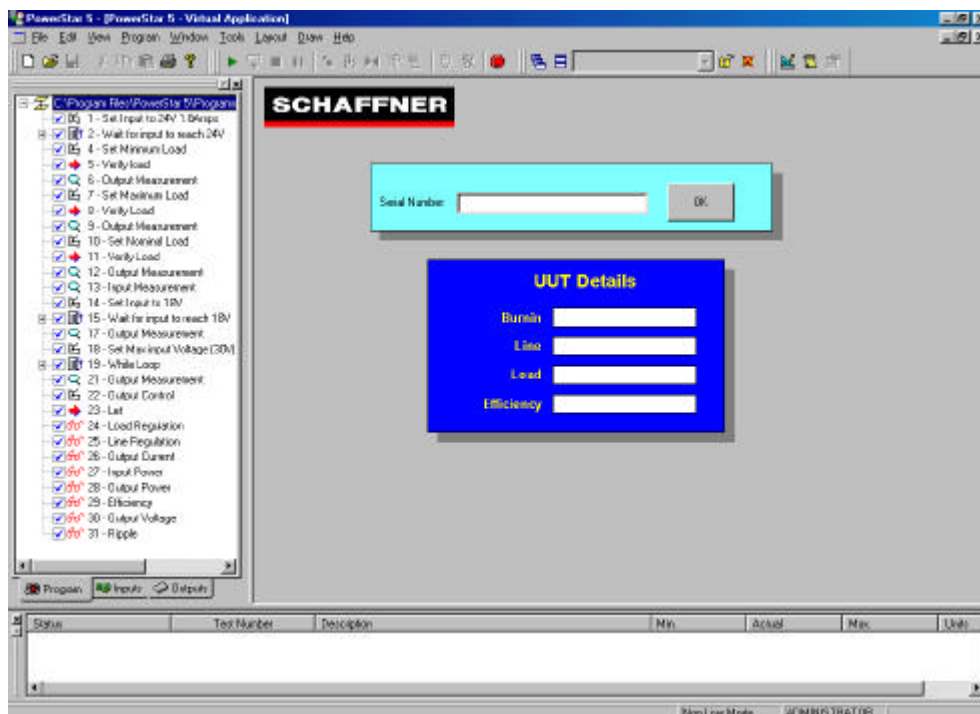 PowerStar 5 - [PowerStar 5 - Virtual Application]
File Edit View Program Window Tools Layout Draw Help
C:\Program Files\PowerStar 5\Programs
1 - Set Input to 24V 1.0Amps
2 - Wait for input to reach 24V
4 - Set Minimum Load
5 - Verify load
6 - Output Measurement
7 - Set Maximum Load
8 - Verify Load
9 - Output Measurement
10 - Set Nominal Load
11 - Verify Load
12 - Output Measurement
13 - Input Measurement
14 - Set Input to 18V
15 - Wait for input to reach 18V
17 - Output Measurement
18 - Set Max input Voltage (30V)
19 - While Loop
21 - Output Measurement
22 - Output Control
23 - Let
24 - Load Regulation
25 - Line Regulation
26 - Output Current
27 - Input Power
28 - Output Power
29 - Efficiency
30 - Output Voltage
31 - Ripple
Program Inputs Outputs
SCHAFFNER
Serial Number OK
UUT Details
Burnin
Line
Load
Efficiency
Status Test Number Description Min Actual Max Units
ADMINISTRATOR